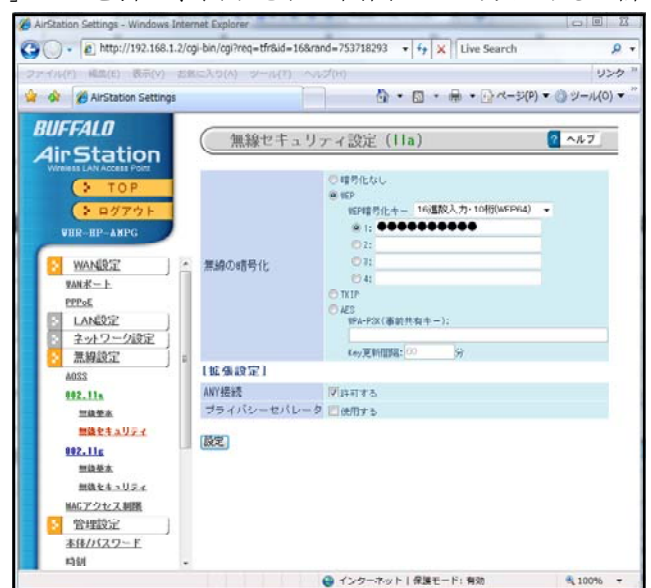 AirStation Settings - Windows Internet Explorer
http://192.168.1.2/cgi-bin/cgi?req=tfr&id=16&rand=753718293
Live Search
ファイル(F) 編集(E) 表示(V) お気に入り(A) ツール(T) ヘルプ(H)
リンク
AirStation Settings
ページ(P)
ツール(O)
BUFFALO
AirStation
Wireless LAN Access Point
TOP
ログアウト
WHR-HP-AMPG
WAN設定
WANポート
PPPoE
LAN設定
ネットワーク設定
無線設定
AOSS
802.11a
無線基本
無線セキュリティ
802.11g
無線基本
無線セキュリティ
MACアクセス制限
管理設定
本体/パスワード
時刻
無線セキュリティ設定 (11a)
ヘルプ
無線の暗号化
暗号化なし
WEP
WEP暗号化キー 16進数入力・10桁(WEP64)
1: ●●●●●●●●●●
2:
3:
4:
TKIP
AES
WPA-PSK(事前共有キー):
Key更新間隔: 60 分
[拡張設定]
ANY接続 許可する
プライバシーセパレータ 使用する
設定
インターネット | 保護モード: 有効
100%